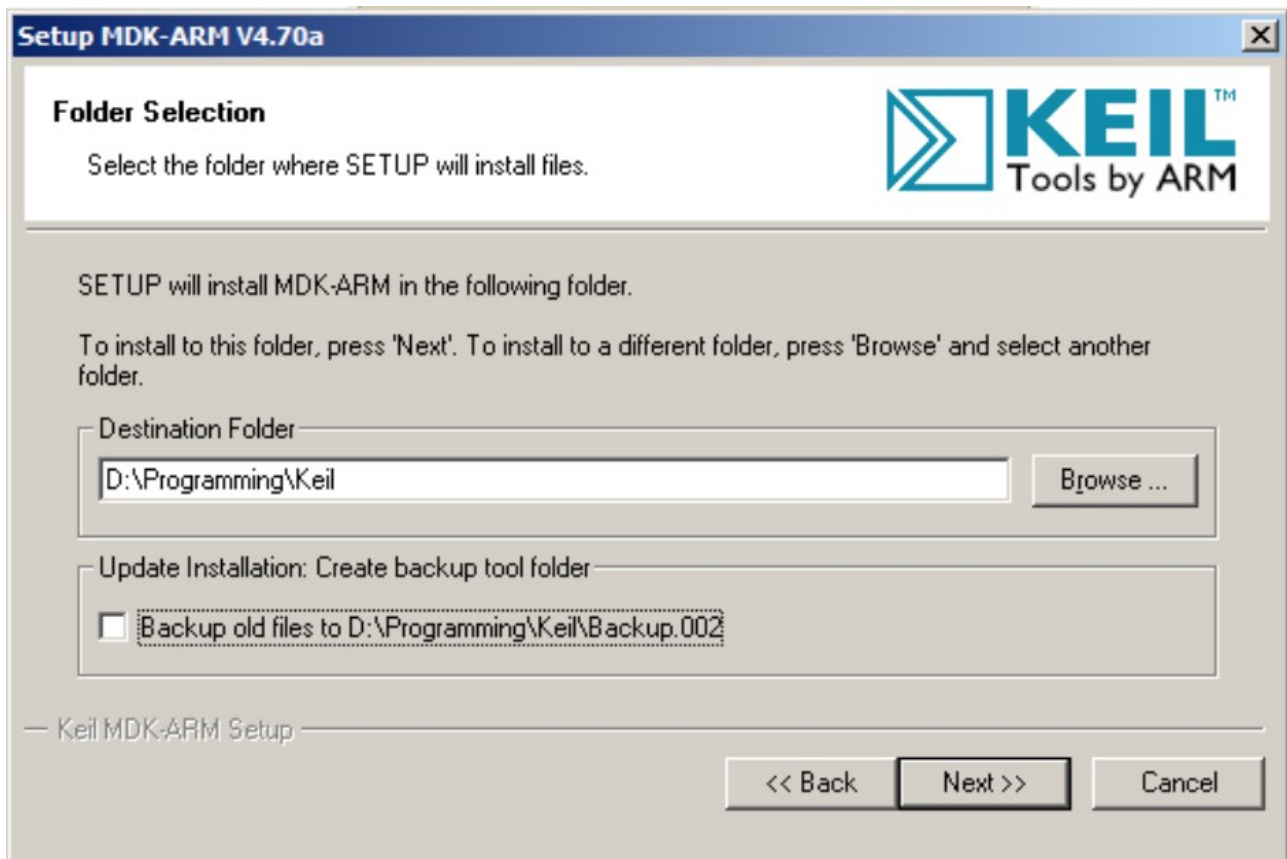 Setup MDK-ARM V4.70a
Folder Selection
Select the folder where SETUP will install files.
KEIL™
Tools by ARM
SETUP will install MDK-ARM in the following folder.
To install to this folder, press 'Next'. To install to a different folder, press 'Browse' and select another
folder.
Destination Folder
D:\Programming\Keil
Browse ...
Update Installation: Create backup tool folder
Backup old files to D:\Programming\Keil\Backup.002
Keil MDK-ARM Setup
<< Back
Next >>
Cancel